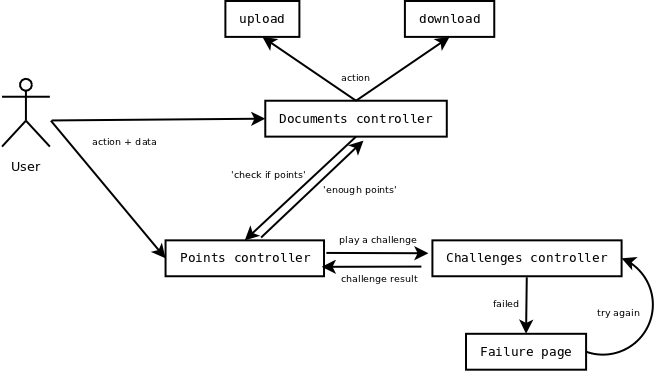 upload
download
action
Documents controller
action + data
User
'check if points'
'enough points'
play a challenge
Points controller
Challenges controller
challenge result
failed
try again
Failure page